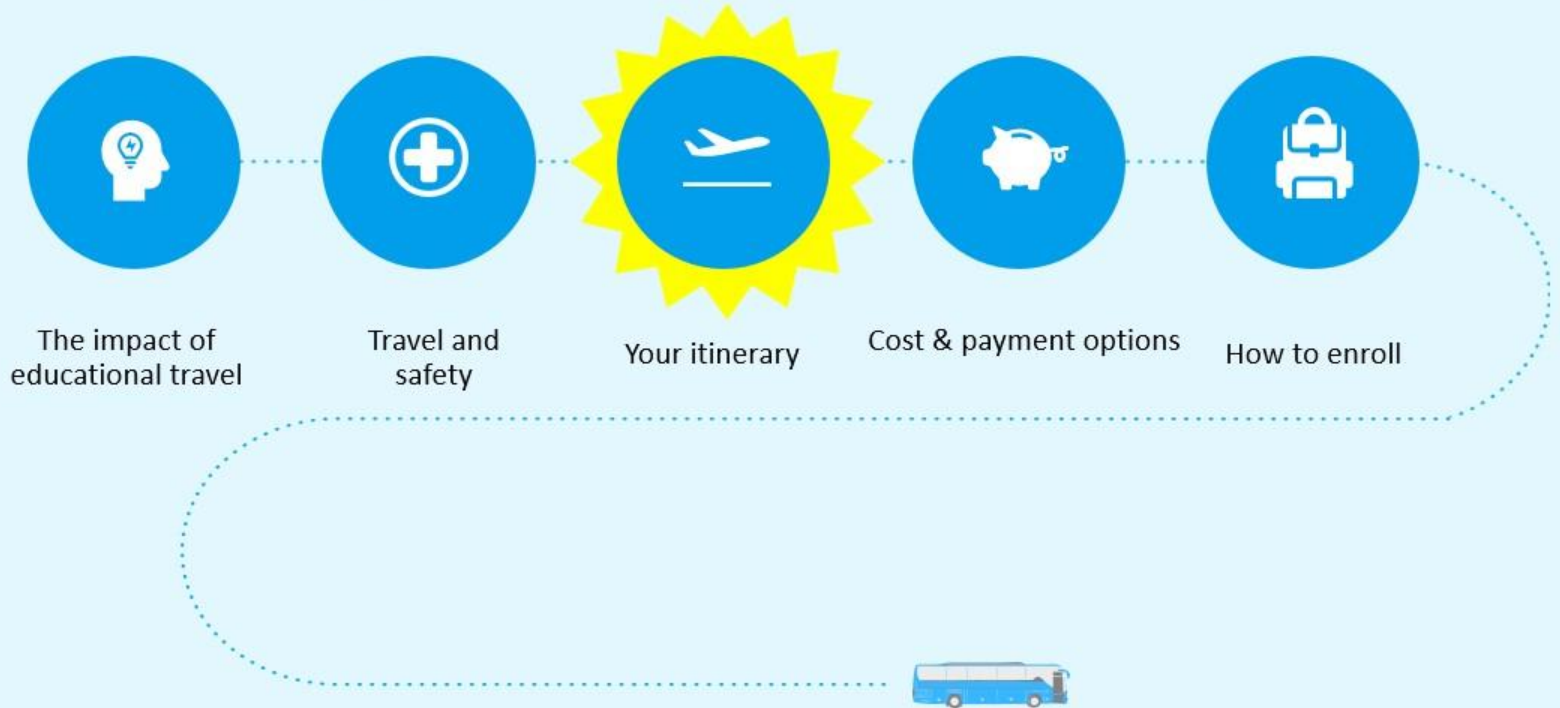 The impact of
educational travel
Travel and
safety
Your itinerary
Cost & payment options
How to enroll